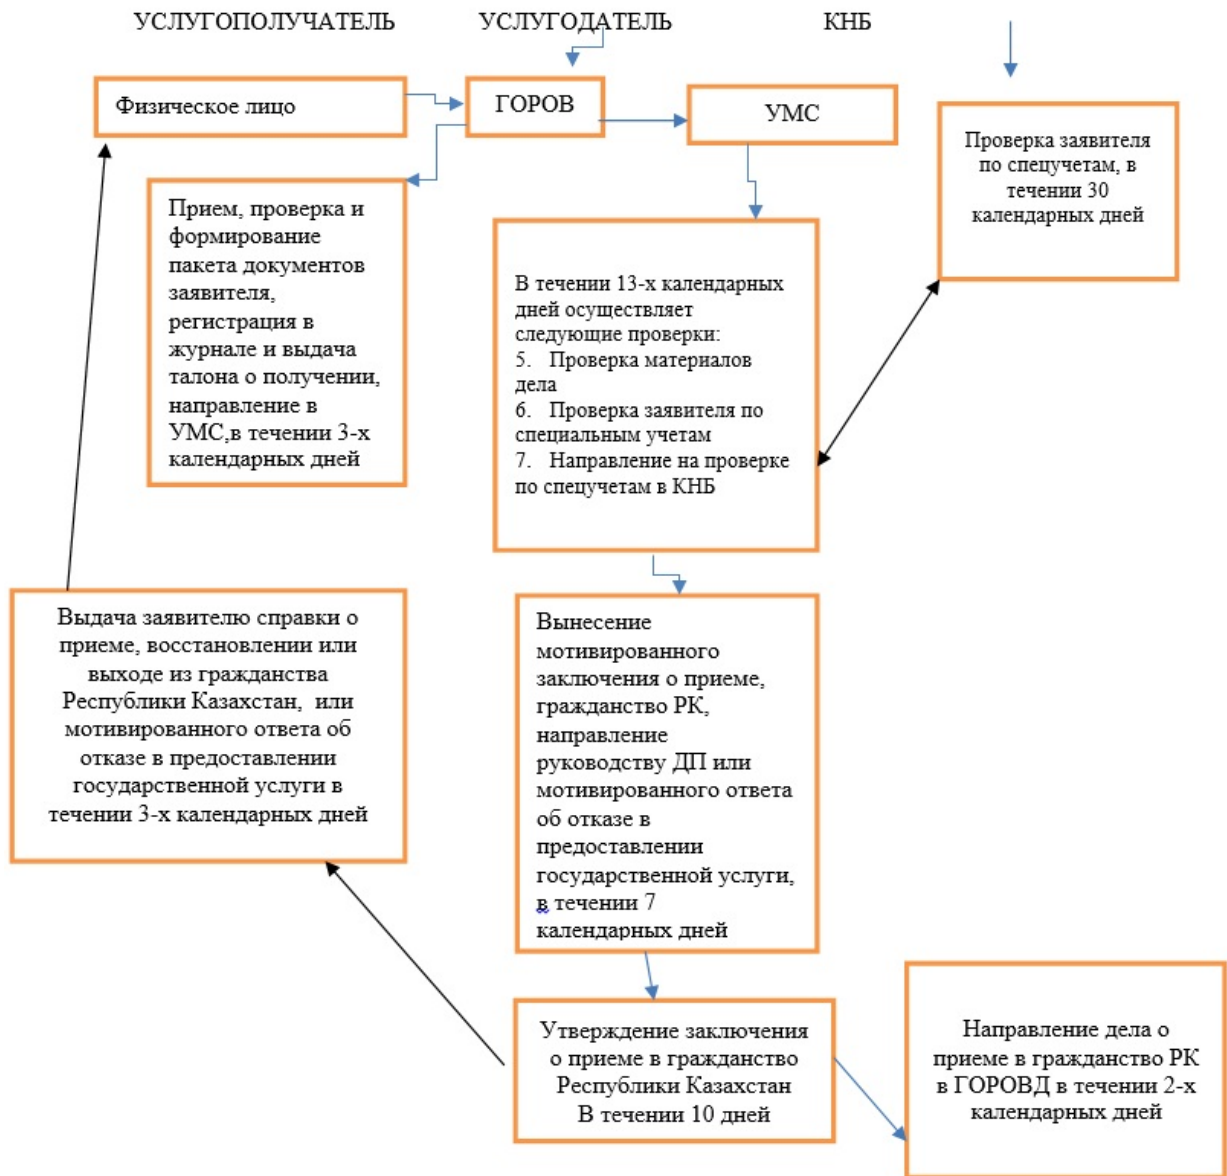 УСЛУГОПОЛУЧАТЕЛЬ
УСЛУГОДАТЕЛЬ
КНБ
Физическое лицо
ГОРОВ
УМС
Проверка заявителя
по спецучетам, в
течении 30
календарных дней
Прием, проверка и
формирование
пакета документов
заявителя,
регистрация в
журнале и выдача
талона о получении,
направление в
УМС,в течении 3-х
календарных дней
В течении 13-х календарных
дней осуществляет
следующие проверки:
5. Проверка материалов
дела
6. Проверка заявителя по
специальным учетам
7. Направление на проверке
по спецучетам в КНБ
Выдача заявителю справки о
приеме, восстановлении или
выходе из гражданства
Республики Казахстан, или
мотивированного ответа об
отказе в предоставлении
государственной услуги в
течении 3-х календарных дней
Вынесение
мотивированного
заключения о приеме,
гражданство РК,
направление
руководству ДП или
мотивированного ответа
об отказе в
предоставлении
государственной услуги,
в течении 7
календарных дней
Утверждение заключения
о приеме в гражданство
Республики Казахстан
В течении 10 дней
Направление дела о
приеме в гражданство РК
в ГОРОВД в течении 2-х
календарных дней